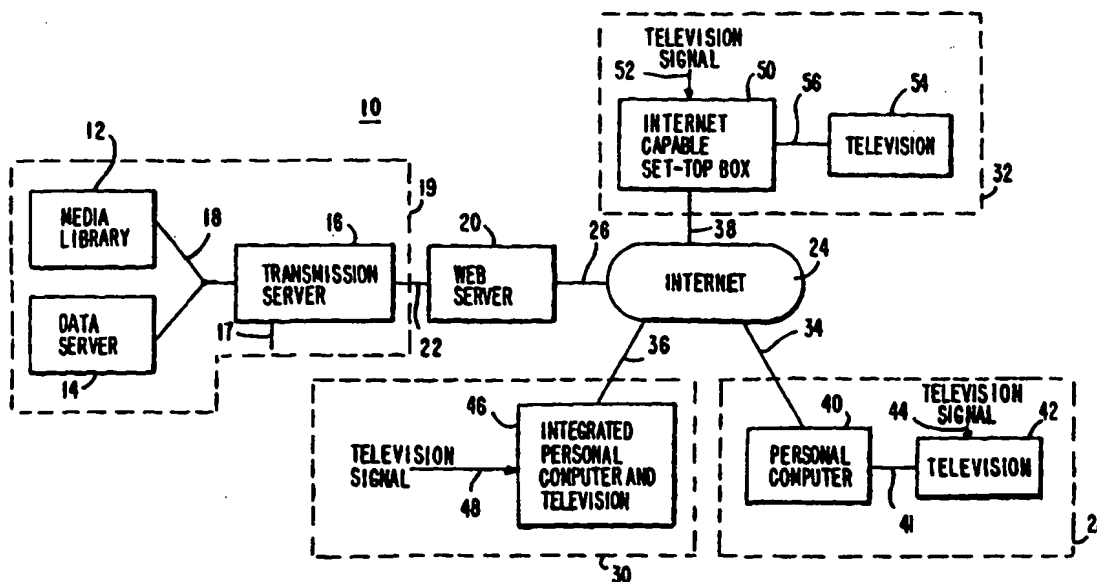 10
12
MEDIA
LIBRARY
18
DATA
SERVER
14
16
TRANSMISSION
SERVER
17
19
22
20
WEB
SERVER
26
INTERNET
24
TELEVISION
SIGNAL
52
50
INTERNET
CAPABLE
SET-TOP BOX
56
54
TELEVISION
32
38
36
34
46
TELEVISION
SIGNAL
48
INTEGRATED
PERSONAL
COMPUTER AND
TELEVISION
30
40
PERSONAL
COMPUTER
41
TELEVISION
SIGNAL
44
42
TELEVISION